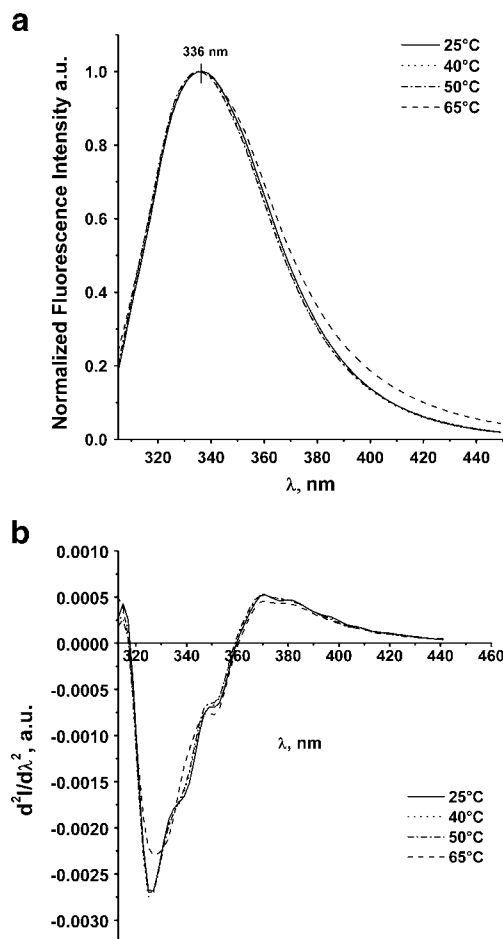 a
336 nm
25°C
40°C
50°C
65°C
1.0
0.8
0.6
0.4
0.2
0.0
Normalized Fluorescence Intensity a.u.
320 340 360 380 400 420 440
λ, nm
b
0.0010
0.0005
0.0000
-0.0005
-0.0010
-0.0015
-0.0020
-0.0025
-0.0030
d²I/dλ², a.u.
320 340 360 380 400 420 440 460
λ, nm
25°C
40°C
50°C
65°C